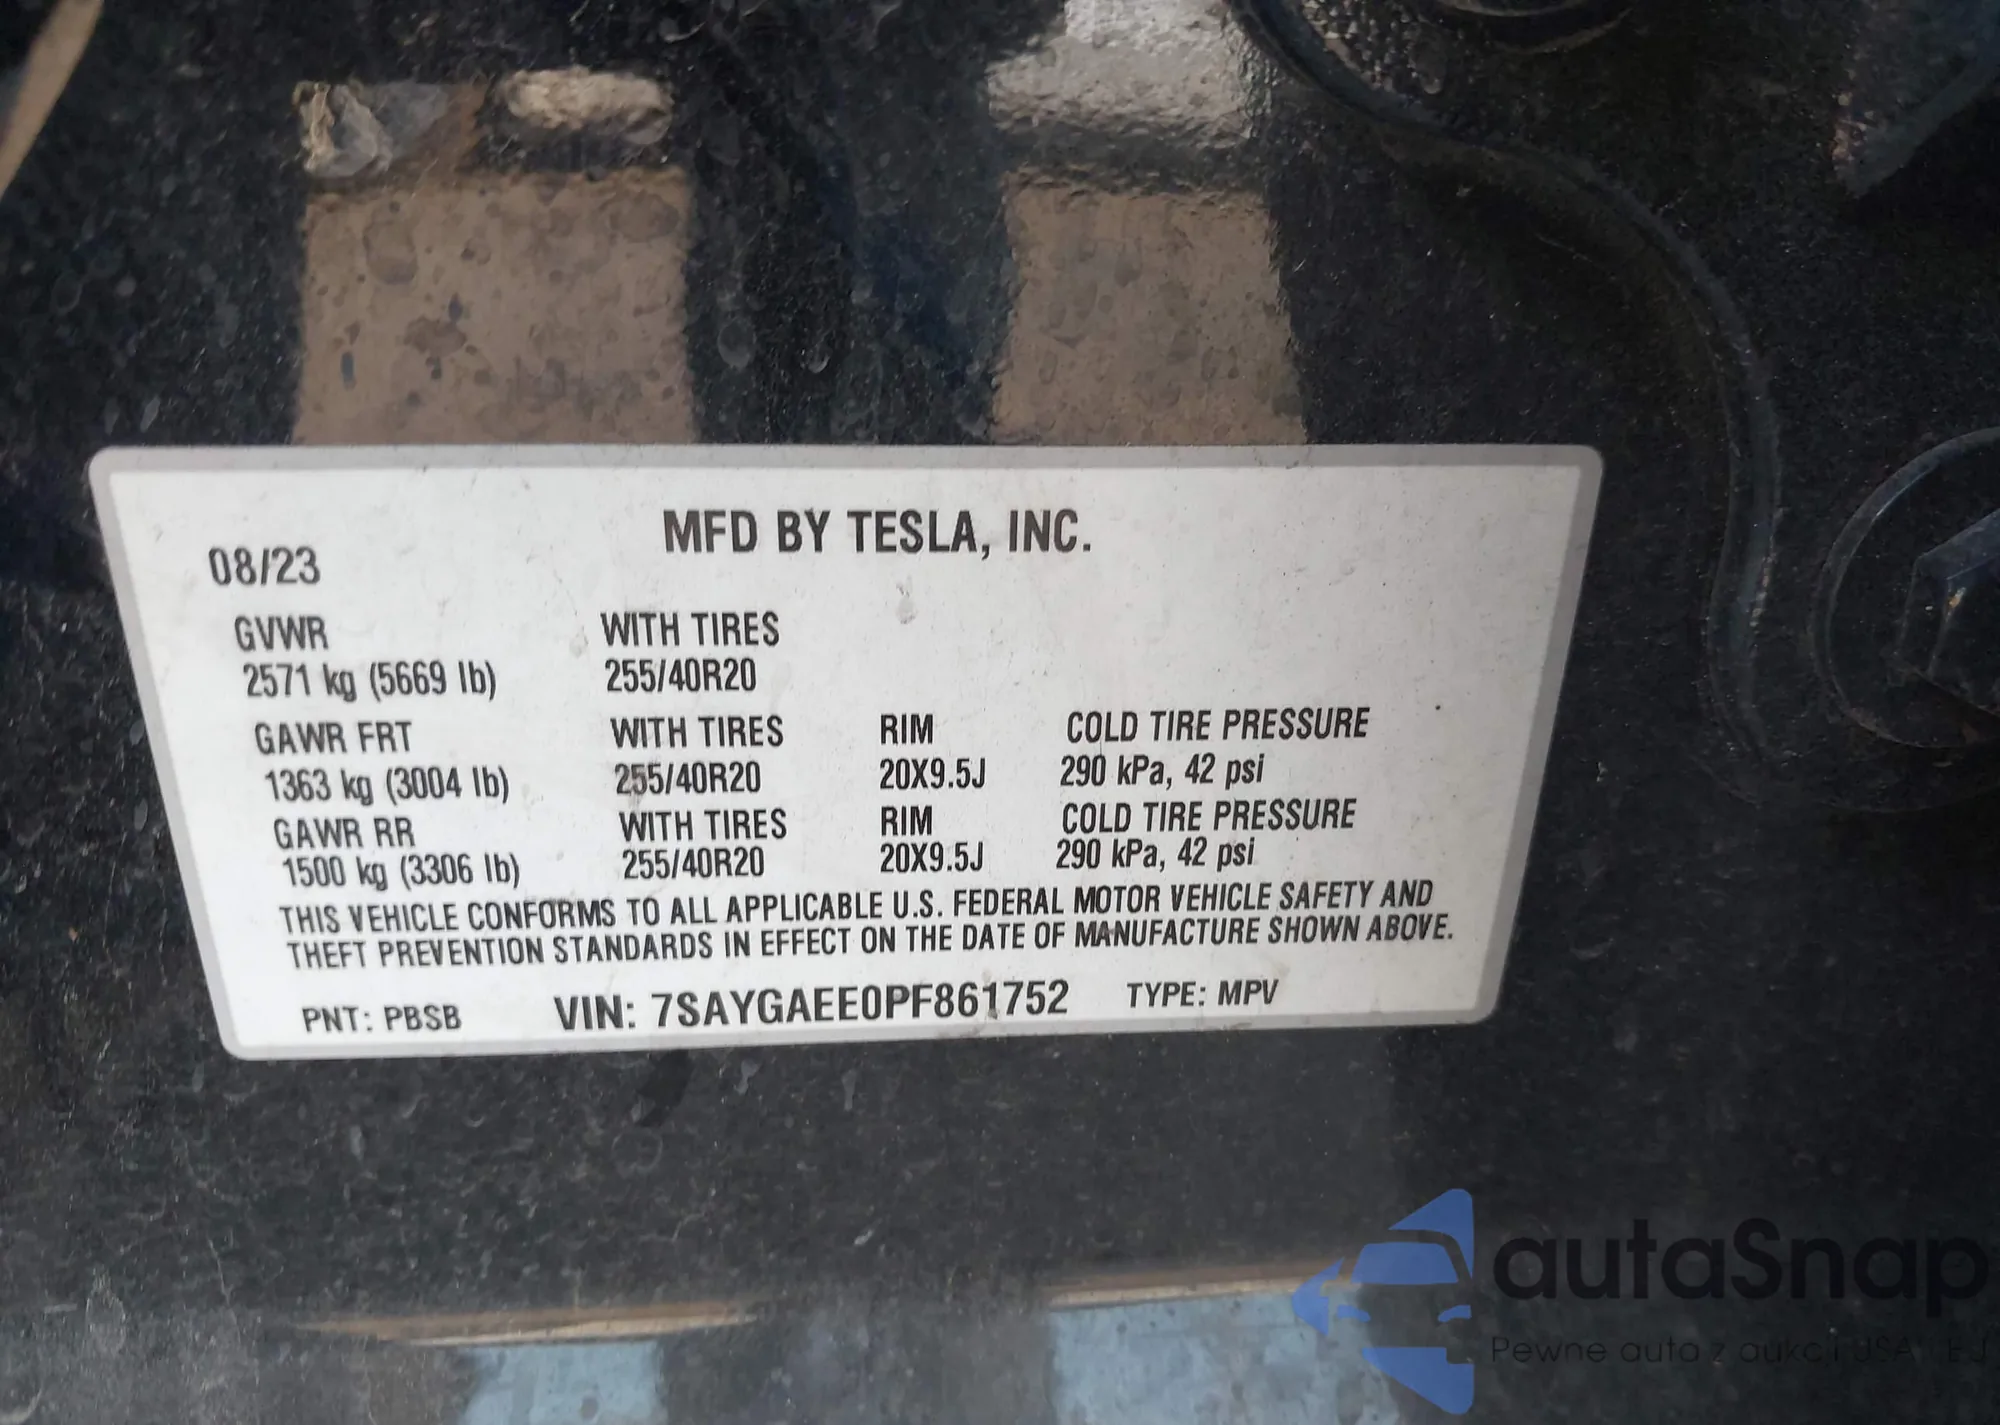 MFD BY TESLA, INC.
08/23
GVWR WITH TIRES
2571 kg (5669 lb) 255/40R20
GAWR FRT WITH TIRES RIM COLD TIRE PRESSURE
1363 kg (3004 lb) 255/40R20 20X9.5J 290 kPa, 42 psi
GAWR RR WITH TIRES RIM COLD TIRE PRESSURE
1500 kg (3306 lb) 255/40R20 20X9.5J 290 kPa, 42 psi
THIS VEHICLE CONFORMS TO ALL APPLICABLE U.S. FEDERAL MOTOR VEHICLE SAFETY AND
THEFT PREVENTION STANDARDS IN EFFECT ON THE DATE OF MANUFACTURE SHOWN ABOVE.
PNT: PBSB VIN: 7SAYGAEE0PF861752 TYPE: MPV
autaSnap
Pewne auta z aukcji USA